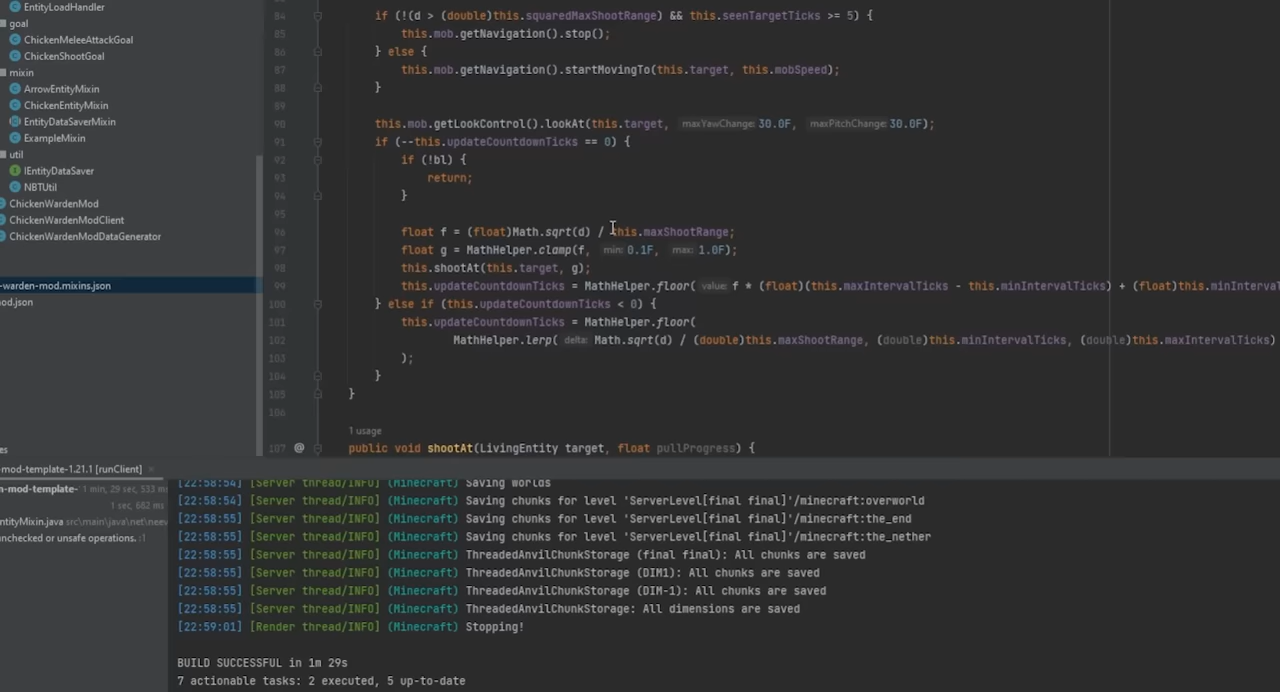 EntityLoadHandler
goal
ChickenMeleeAttackGoal
ChickenShootGoal
mixin
ArrowEntityMixin
ChickenEntityMixin
EntityDataSaverMixin
ExampleMixin
util
IEntityDataSaver
NBTUtil
ChickenWardenMod
ChickenWardenModClient
ChickenWardenModDataGenerator
-warden-mod.mixins.json
od.json
es
84 if (!(d > (double)this.squaredMaxShootRange) && this.seenTargetTicks >= 5) {
85 this.mob.getNavigation().stop();
86 } else {
87 this.mob.getNavigation().startMovingTo(this.target, this.mobSpeed);
88 }
89
90 this.mob.getLookControl().lookAt(this.target, maxYawChange: 30.0F, maxPitchChange: 30.0F);
91 if (--this.updateCountdownTicks == 0) {
92 if (!bl) {
93 return;
94 }
95
96 float f = (float)Math.sqrt(d) / this.maxShootRange;
97 float g = MathHelper.clamp(f, min: 0.1F, max: 1.0F);
98 this.shootAt(this.target, g);
99 this.updateCountdownTicks = MathHelper.floor( value: f * (float)(this.maxIntervalTicks - this.minIntervalTicks) + (float)this.minInterva
100 } else if (this.updateCountdownTicks < 0) {
101 this.updateCountdownTicks = MathHelper.floor(
102 MathHelper.lerp( delta: Math.sqrt(d) / (double)this.maxShootRange, (double)this.minIntervalTicks, (double)this.maxIntervalTicks)
103 );
104 }
105 }
106
1 usage
107 @ public void shootAt(LivingEntity target, float pullProgress) {
-mod-template-1.21.1 [runClient]
n-mod-template- 1 min, 29 sec, 533 ms
1 sec, 662 ms
ntityMixin.java src\main\java\net\neev
nchecked or unsafe operations. :1
[22:58:54] [Server thread/INFO] (Minecraft) Saving worlds
[22:58:54] [Server thread/INFO] (Minecraft) Saving chunks for level 'ServerLevel[final final]'/minecraft:overworld
[22:58:55] [Server thread/INFO] (Minecraft) Saving chunks for level 'ServerLevel[final final]'/minecraft:the_end
[22:58:55] [Server thread/INFO] (Minecraft) Saving chunks for level 'ServerLevel[final final]'/minecraft:the_nether
[22:58:55] [Server thread/INFO] (Minecraft) ThreadedAnvilChunkStorage (final final): All chunks are saved
[22:58:55] [Server thread/INFO] (Minecraft) ThreadedAnvilChunkStorage (DIM1): All chunks are saved
[22:58:55] [Server thread/INFO] (Minecraft) ThreadedAnvilChunkStorage (DIM-1): All chunks are saved
[22:58:55] [Server thread/INFO] (Minecraft) ThreadedAnvilChunkStorage: All dimensions are saved
[22:59:01] [Render thread/INFO] (Minecraft) Stopping!
BUILD SUCCESSFUL in 1m 29s
7 actionable tasks: 2 executed, 5 up-to-date